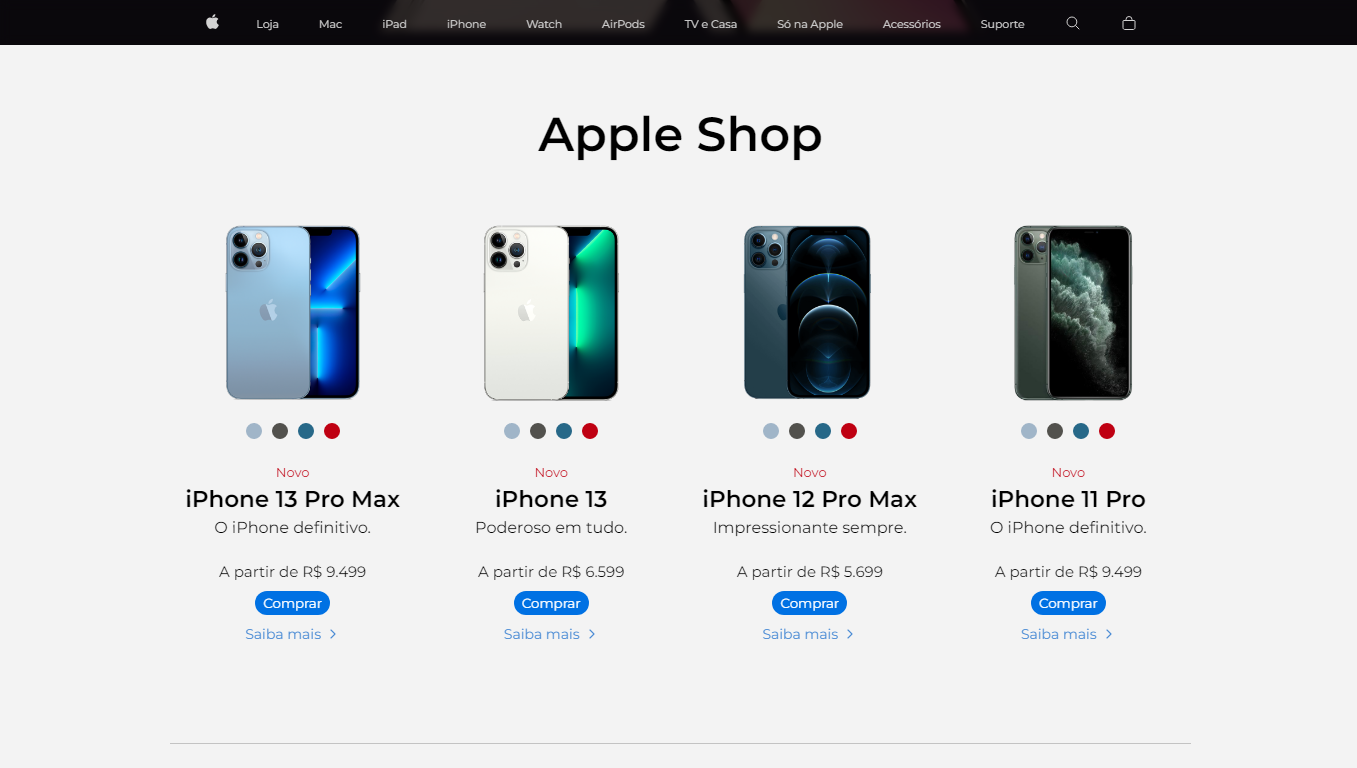 Loja Mac iPad iPhone Watch AirPods TV e Casa Só na Apple Acessórios Suporte
Apple Shop
Novo
iPhone 13 Pro Max
O iPhone definitivo.
A partir de R$ 9.499
Comprar
Saiba mais
Novo
iPhone 13
Poderoso em tudo.
A partir de R$ 6.599
Comprar
Saiba mais
Novo
iPhone 12 Pro Max
Impressionante sempre.
A partir de R$ 5.699
Comprar
Saiba mais
Novo
iPhone 11 Pro
O iPhone definitivo.
A partir de R$ 9.499
Comprar
Saiba mais